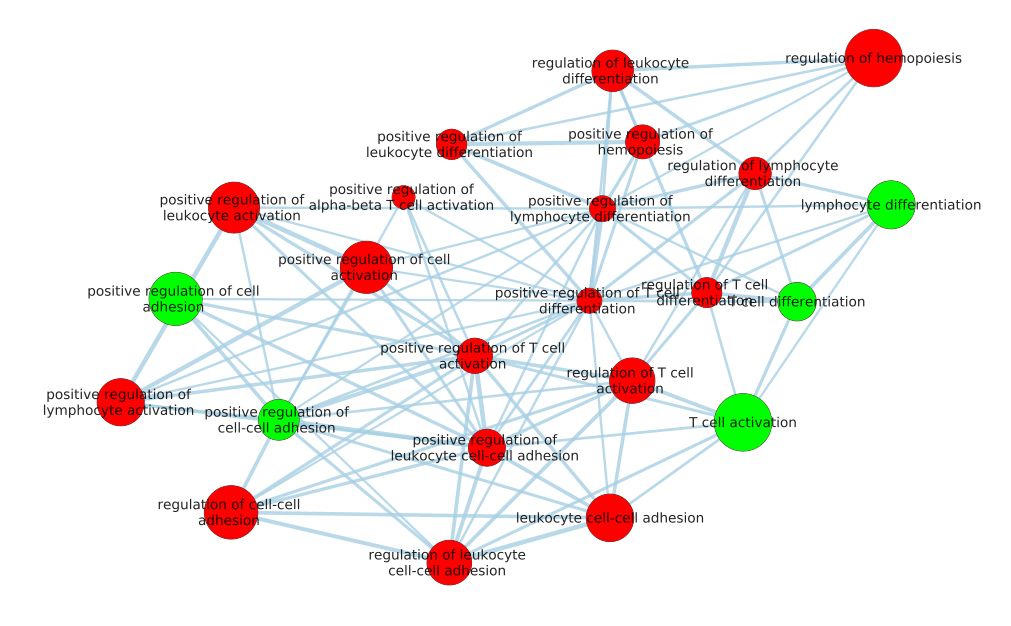 regulation of hemopoiesis
regulation of leukocyte
differentiation
positive regulation of
leukocyte differentiation
positive regulation of
hemopoiesis
regulation of lymphocyte
differentiation
positive regulation of
alpha-beta T cell activation
positive regulation of
leukocyte activation
positive regulation of
lymphocyte differentiation
lymphocyte differentiation
positive regulation of cell
activation
positive regulation of cell
adhesion
positive regulation of T cell
differentiation
regulation of T cell
differentiation
T cell differentiation
positive regulation of T cell
activation
regulation of T cell
activation
positive regulation of
lymphocyte activation
positive regulation of
cell-cell adhesion
T cell activation
positive regulation of
leukocyte cell-cell adhesion
regulation of cell-cell
adhesion
leukocyte cell-cell adhesion
regulation of leukocyte
cell-cell adhesion